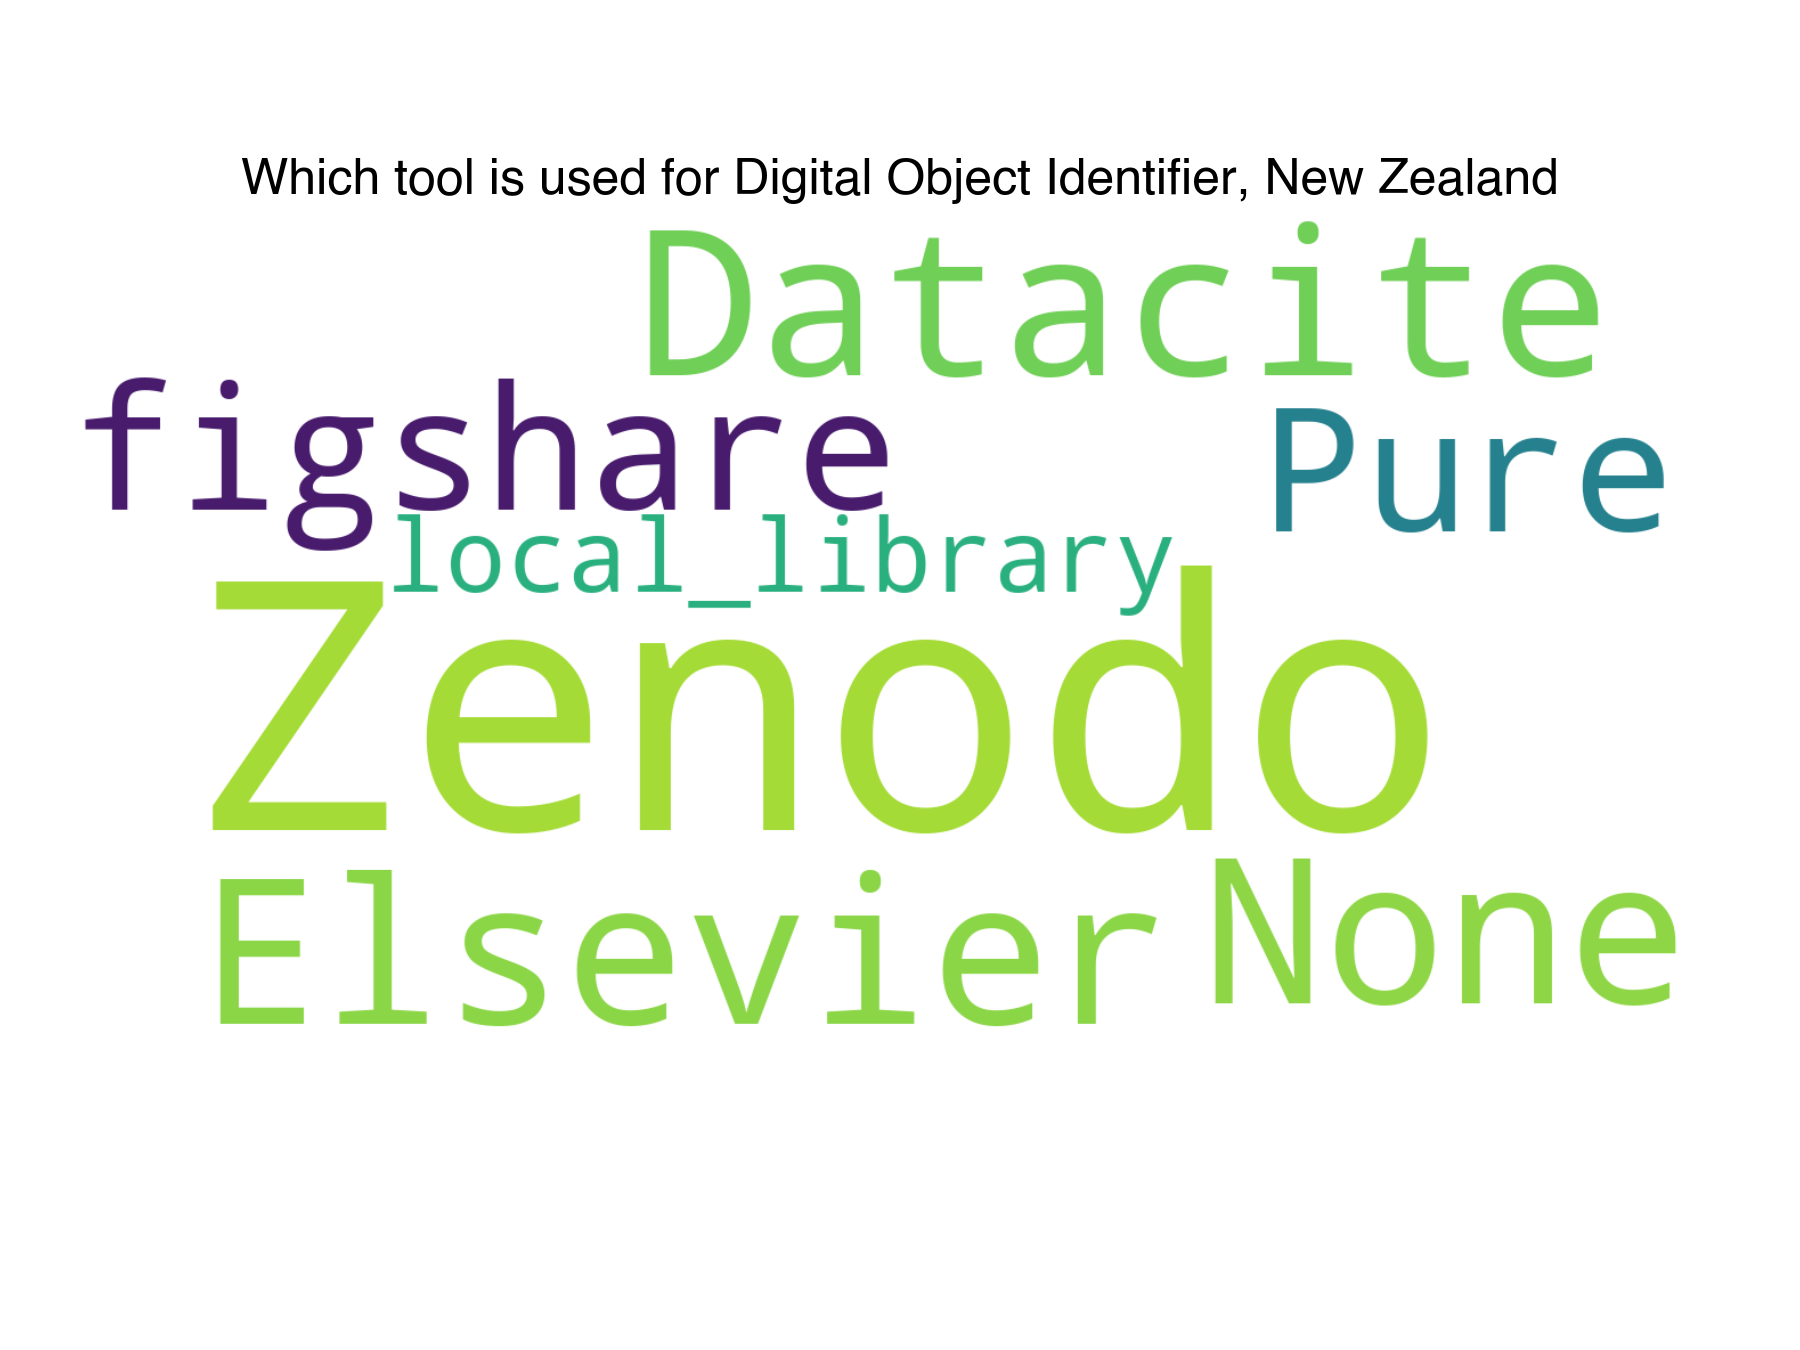 Which tool is used for Digital Object Identifier, New Zealand
Datacite
figshare
Pure
local_library
Zenodo
Elsevier
None